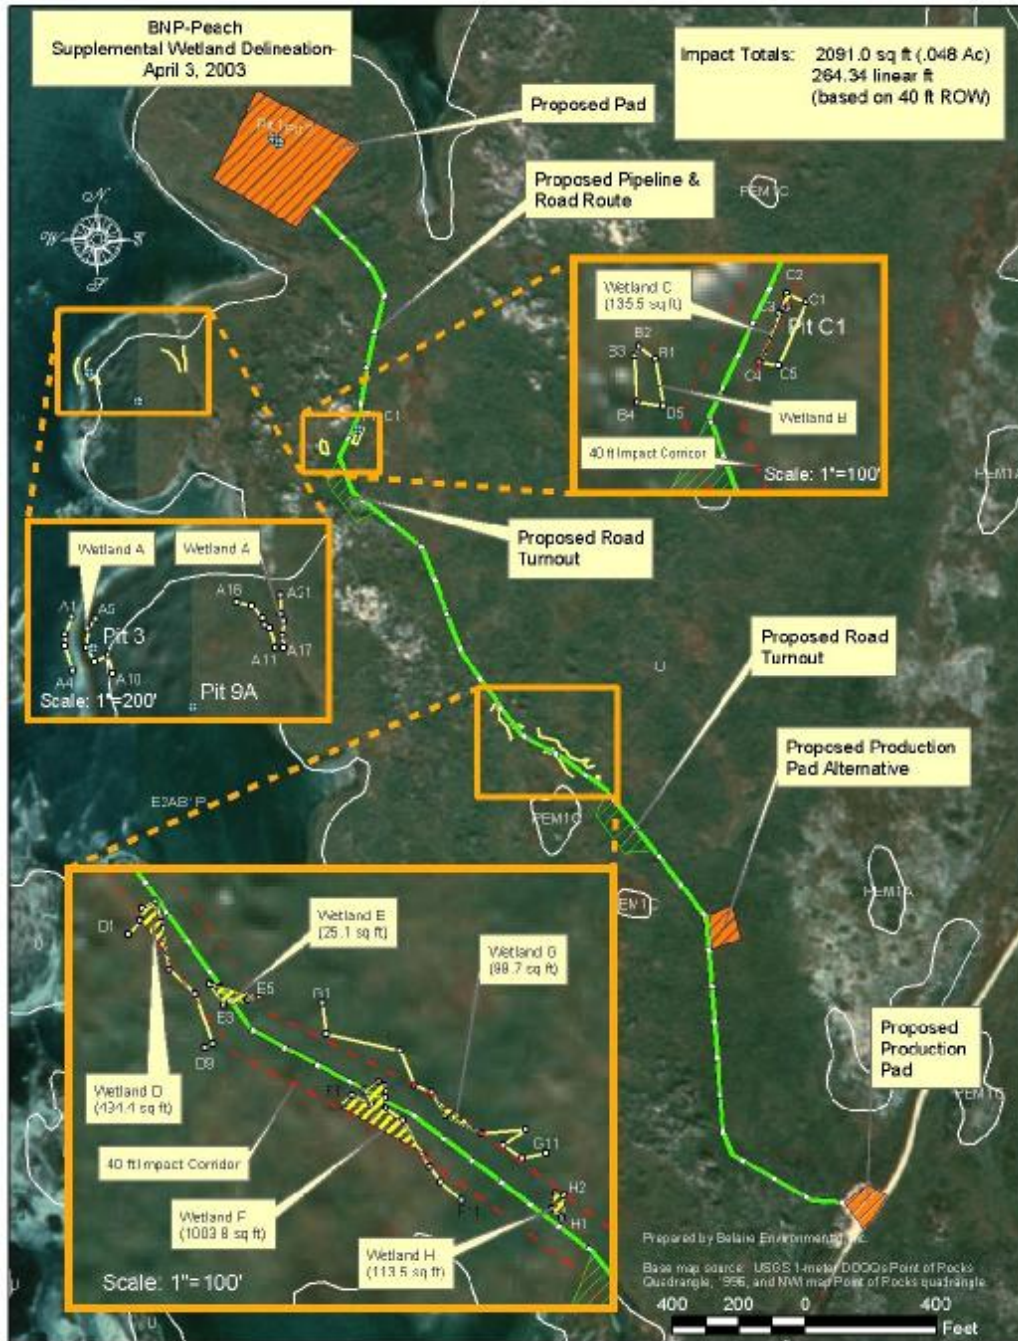 BNP-Peach
Supplemental Wetland Delineation-
April 3, 2003
Impact Totals: 2091.0 sq ft (.048 Ac)
264.34 linear ft
(based on 40 ft ROW)
Proposed Pad
Proposed Pipeline &
Road Route
PEM1C
N
W
E
S
Wetland C
(135.5 sq ft)
C2
C1
Pit C1
B2
B3
B1
C4
C5
B4
D5
Wetland B
40 ft Impact Corridor
Scale: 1"=100'
C1
Proposed Road
Turnout
Wetland A
Wetland A
A1
A5
A16
A21
Pit 3
A11
A17
A4
A10
Scale: 1"=200'
Pit 9A
Proposed Road
Turnout
U
Proposed Production
Pad Alternative
PEM1C
Wetland E
(25.1 sq ft)
D1
Wetland G
E5
G1
E3
D9
Wetland D
(434.4 sq ft)
G11
40 ft Impact Corridor
H2
Wetland F
(1003.8 sq ft)
H1
Wetland H
(113.5 sq ft)
Scale: 1"=100'
Proposed
Production
Pad
Prepared by Belaire Environmental, Inc.
Base map source: USGS 1-meter DOQQs Point of Rocks
Quadrangle, 1996, and NWI map Point of Rocks quadrangle.
400 200 0 400
Feet